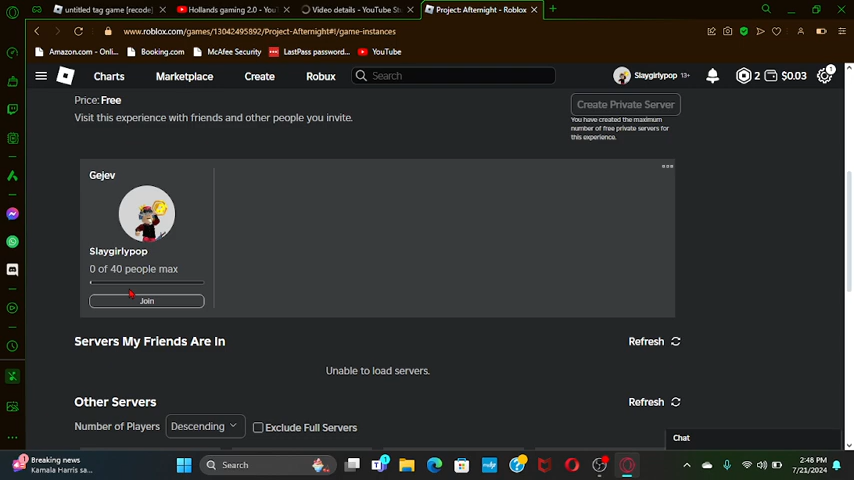 untitled tag game [recode]
Hollands gaming 2.0 - YouT
Video details - YouTube St
Project: Afternight - Roblox
www.roblox.com/games/13042495892/Project-Afternight#!/game-instances
Amazon.com - Onli...
Booking.com
McAfee Security
LastPass password...
YouTube
Charts
Marketplace
Create
Robux
Search
Slaygirlypop 13+
2
$0.03
1
Price: Free
Visit this experience with friends and other people you invite.
Create Private Server
You have created the maximum
number of free private servers for
this experience.
Gejev
Slaygirlypop
0 of 40 people max
Join
Servers My Friends Are In
Refresh
Unable to load servers.
Other Servers
Refresh
Number of Players
Descending
Exclude Full Servers
Chat
1
Breaking news
Kamala Harris sa...
Search
1
2:48 PM
7/21/2024